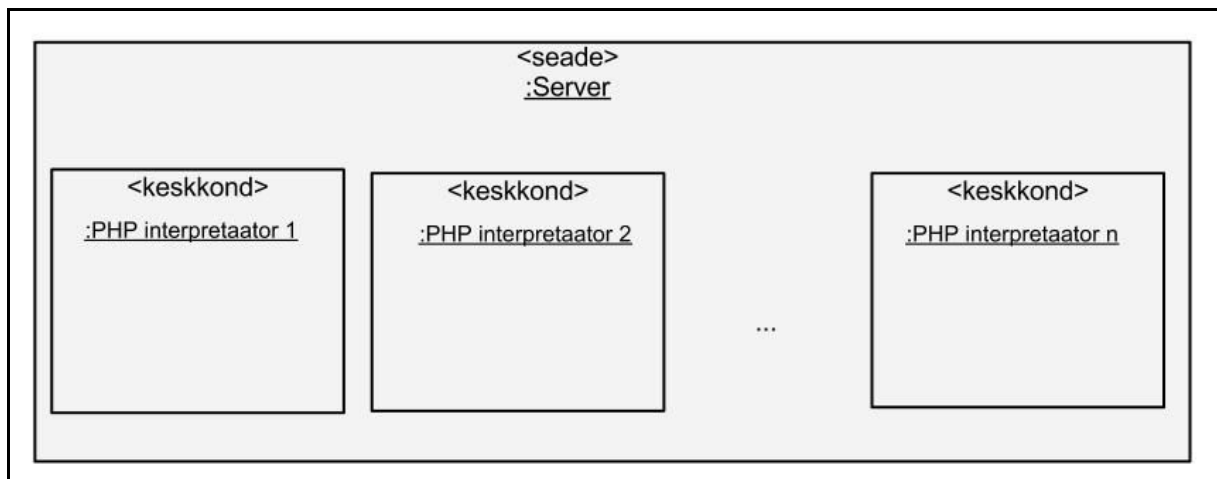 <seade>
:Server
<keskkond>
:PHP interpretaator 1
<keskkond>
:PHP interpretaator 2
...
<keskkond>
:PHP interpretaator n